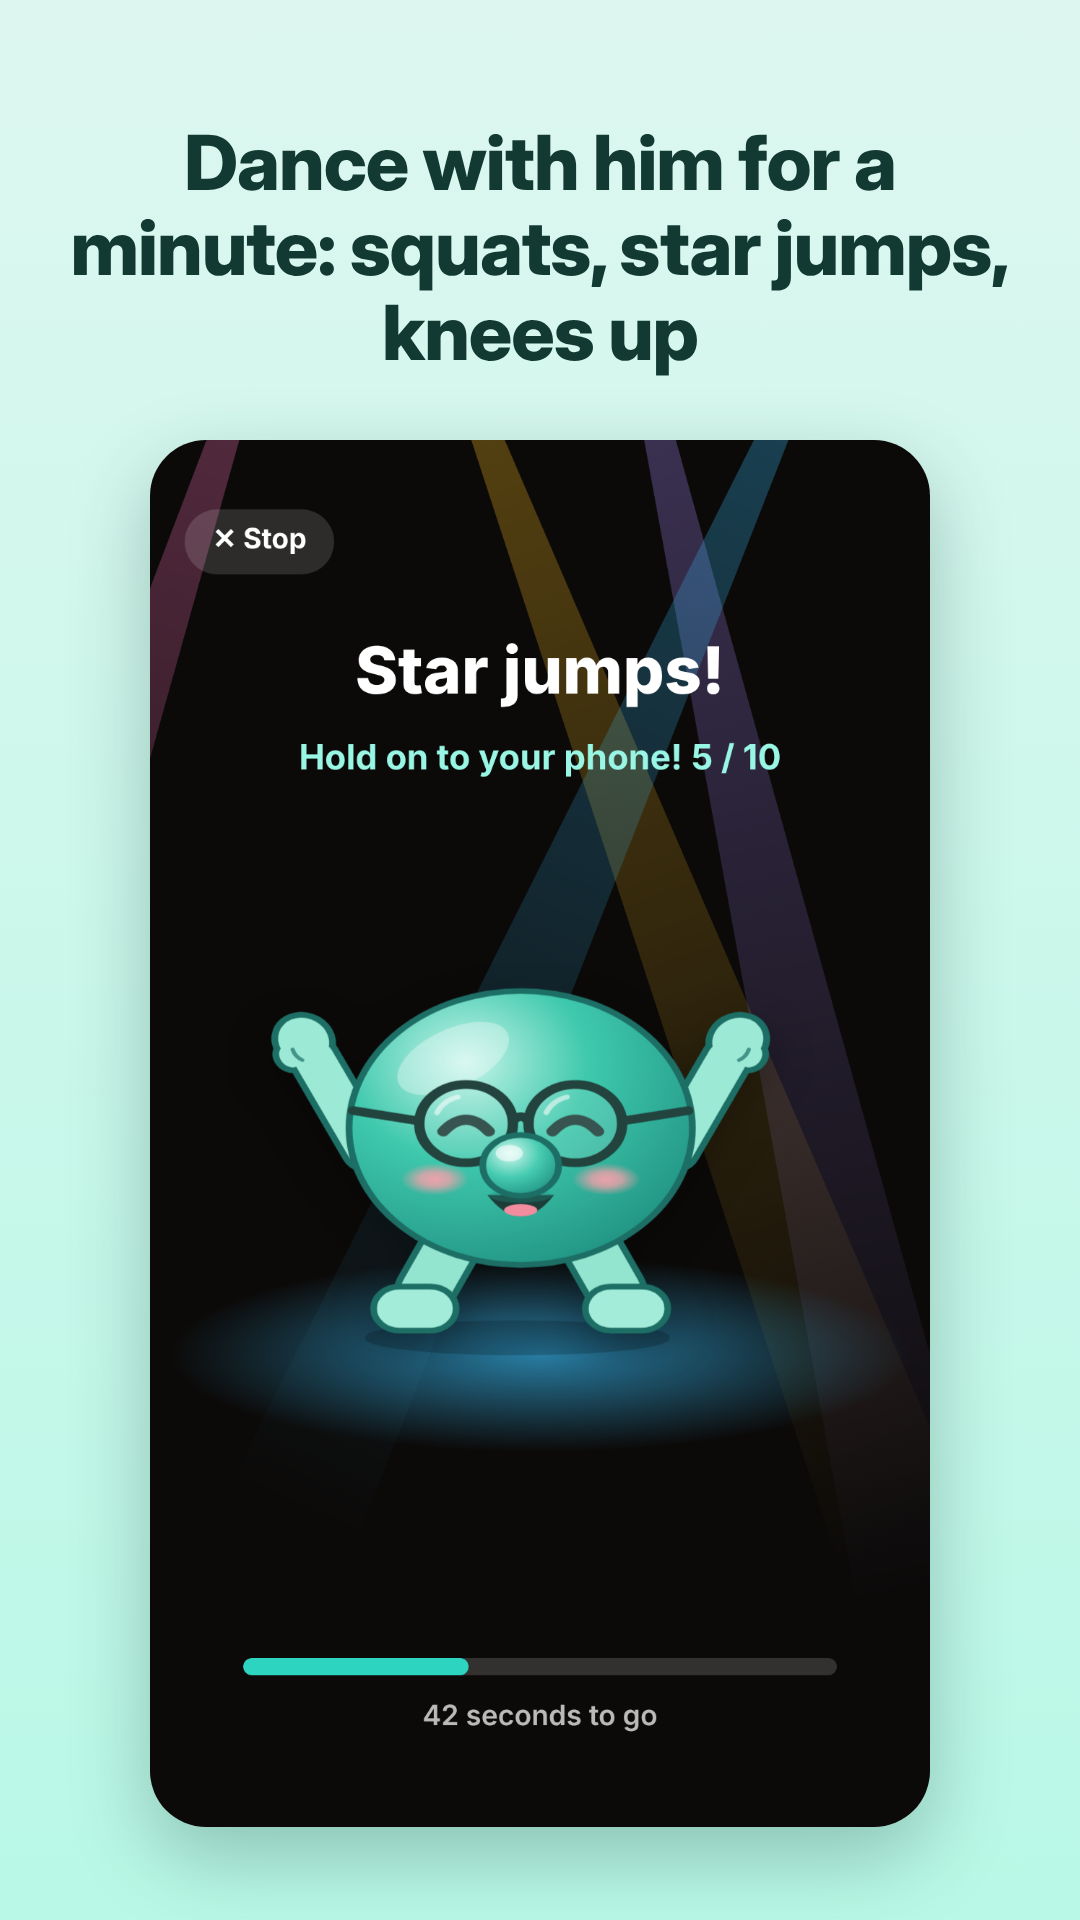 Dance with him for a
minute: squats, star jumps,
knees up
✕ Stop
Star jumps!
Hold on to your phone! 5 / 10
42 seconds to go